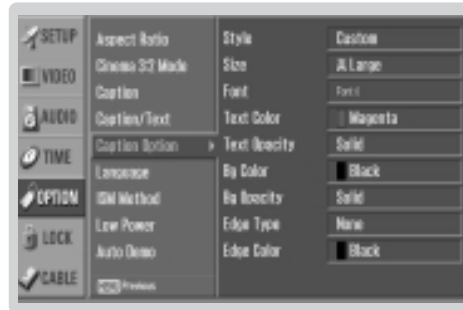 SETUP
VIDEO
AUDIO
TIME
OPTION
LOCK
CABLE
Aspect Ratio
Cinema 3:2 Mode
Caption
Caption/Text
Caption Option
Language
ISM Method
Low Power
Auto Demo
Previous
Style Custom
Size A Large
Font Font 1
Text Color Magenta
Text Opacity Solid
Bg Color Black
Bg Opacity Solid
Edge Type None
Edge Color Black